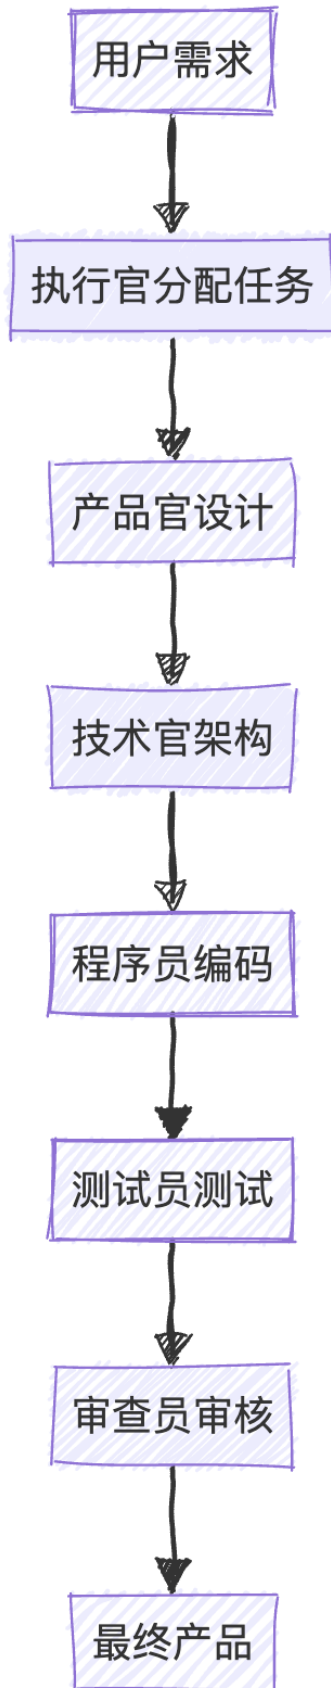 用户需求
执行官分配任务
产品官设计
技术官架构
程序员编码
测试员测试
审查员审核
最终产品